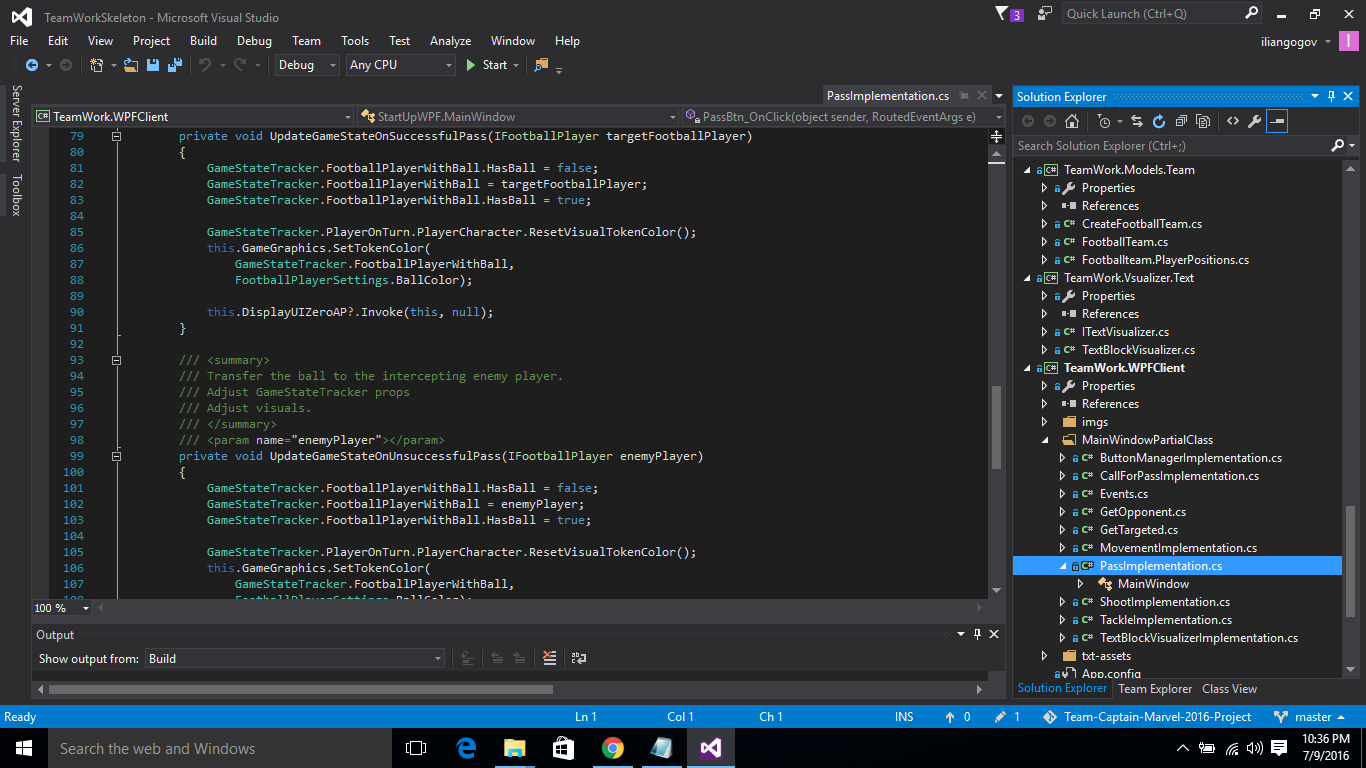 TeamWorkSkeleton - Microsoft Visual Studio
3
Quick Launch (Ctrl+Q)
File Edit View Project Build Debug Team Tools Test Analyze Window Help
iliangogov
I
Debug Any CPU Start
Server Explorer
Toolbox
PassImplementation.cs
TeamWork.WPFClient StartUpWPF.MainWindow PassBtn_OnClick(object sender, RoutedEventArgs e)
79 private void UpdateGameStateOnSuccessfulPass(IFootballPlayer targetFootballPlayer)
80 {
81 GameStateTracker.FootballPlayerWithBall.HasBall = false;
82 GameStateTracker.FootballPlayerWithBall = targetFootballPlayer;
83 GameStateTracker.FootballPlayerWithBall.HasBall = true;
84
85 GameStateTracker.PlayerOnTurn.PlayerCharacter.ResetVisualTokenColor();
86 this.GameGraphics.SetTokenColor(
87 GameStateTracker.FootballPlayerWithBall,
88 FootballPlayerSettings.BallColor);
89
90 this.DisplayUIZeroAP?.Invoke(this, null);
91 }
92
93 /// <summary>
94 /// Transfer the ball to the intercepting enemy player.
95 /// Adjust GameStateTracker props
96 /// Adjust visuals.
97 /// </summary>
98 /// <param name="enemyPlayer"></param>
99 private void UpdateGameStateOnUnsuccessfulPass(IFootballPlayer enemyPlayer)
100 {
101 GameStateTracker.FootballPlayerWithBall.HasBall = false;
102 GameStateTracker.FootballPlayerWithBall = enemyPlayer;
103 GameStateTracker.FootballPlayerWithBall.HasBall = true;
104
105 GameStateTracker.PlayerOnTurn.PlayerCharacter.ResetVisualTokenColor();
106 this.GameGraphics.SetTokenColor(
107 GameStateTracker.FootballPlayerWithBall,
108 FootballPlayerSettings.BallColor);
100 %
Output
Show output from: Build
Solution Explorer
Search Solution Explorer (Ctrl+;)
TeamWork.Models.Team
Properties
References
CreateFootballTeam.cs
FootballTeam.cs
Footballteam.PlayerPositions.cs
TeamWork.Vsualizer.Text
Properties
References
ITextVisualizer.cs
TextBlockVisualizer.cs
TeamWork.WPFClient
Properties
References
imgs
MainWindowPartialClass
ButtonManagerImplementation.cs
CallForPassImplementation.cs
Events.cs
GetOpponent.cs
GetTargeted.cs
MovementImplementation.cs
PassImplementation.cs
MainWindow
ShootImplementation.cs
TackleImplementation.cs
TextBlockVisualizerImplementation.cs
txt-assets
App.config
Solution Explorer Team Explorer Class View
Ready Ln 1 Col 1 Ch 1 INS 0 1 Team-Captain-Marvel-2016-Project master
Search the web and Windows
10:36 PM
7/9/2016